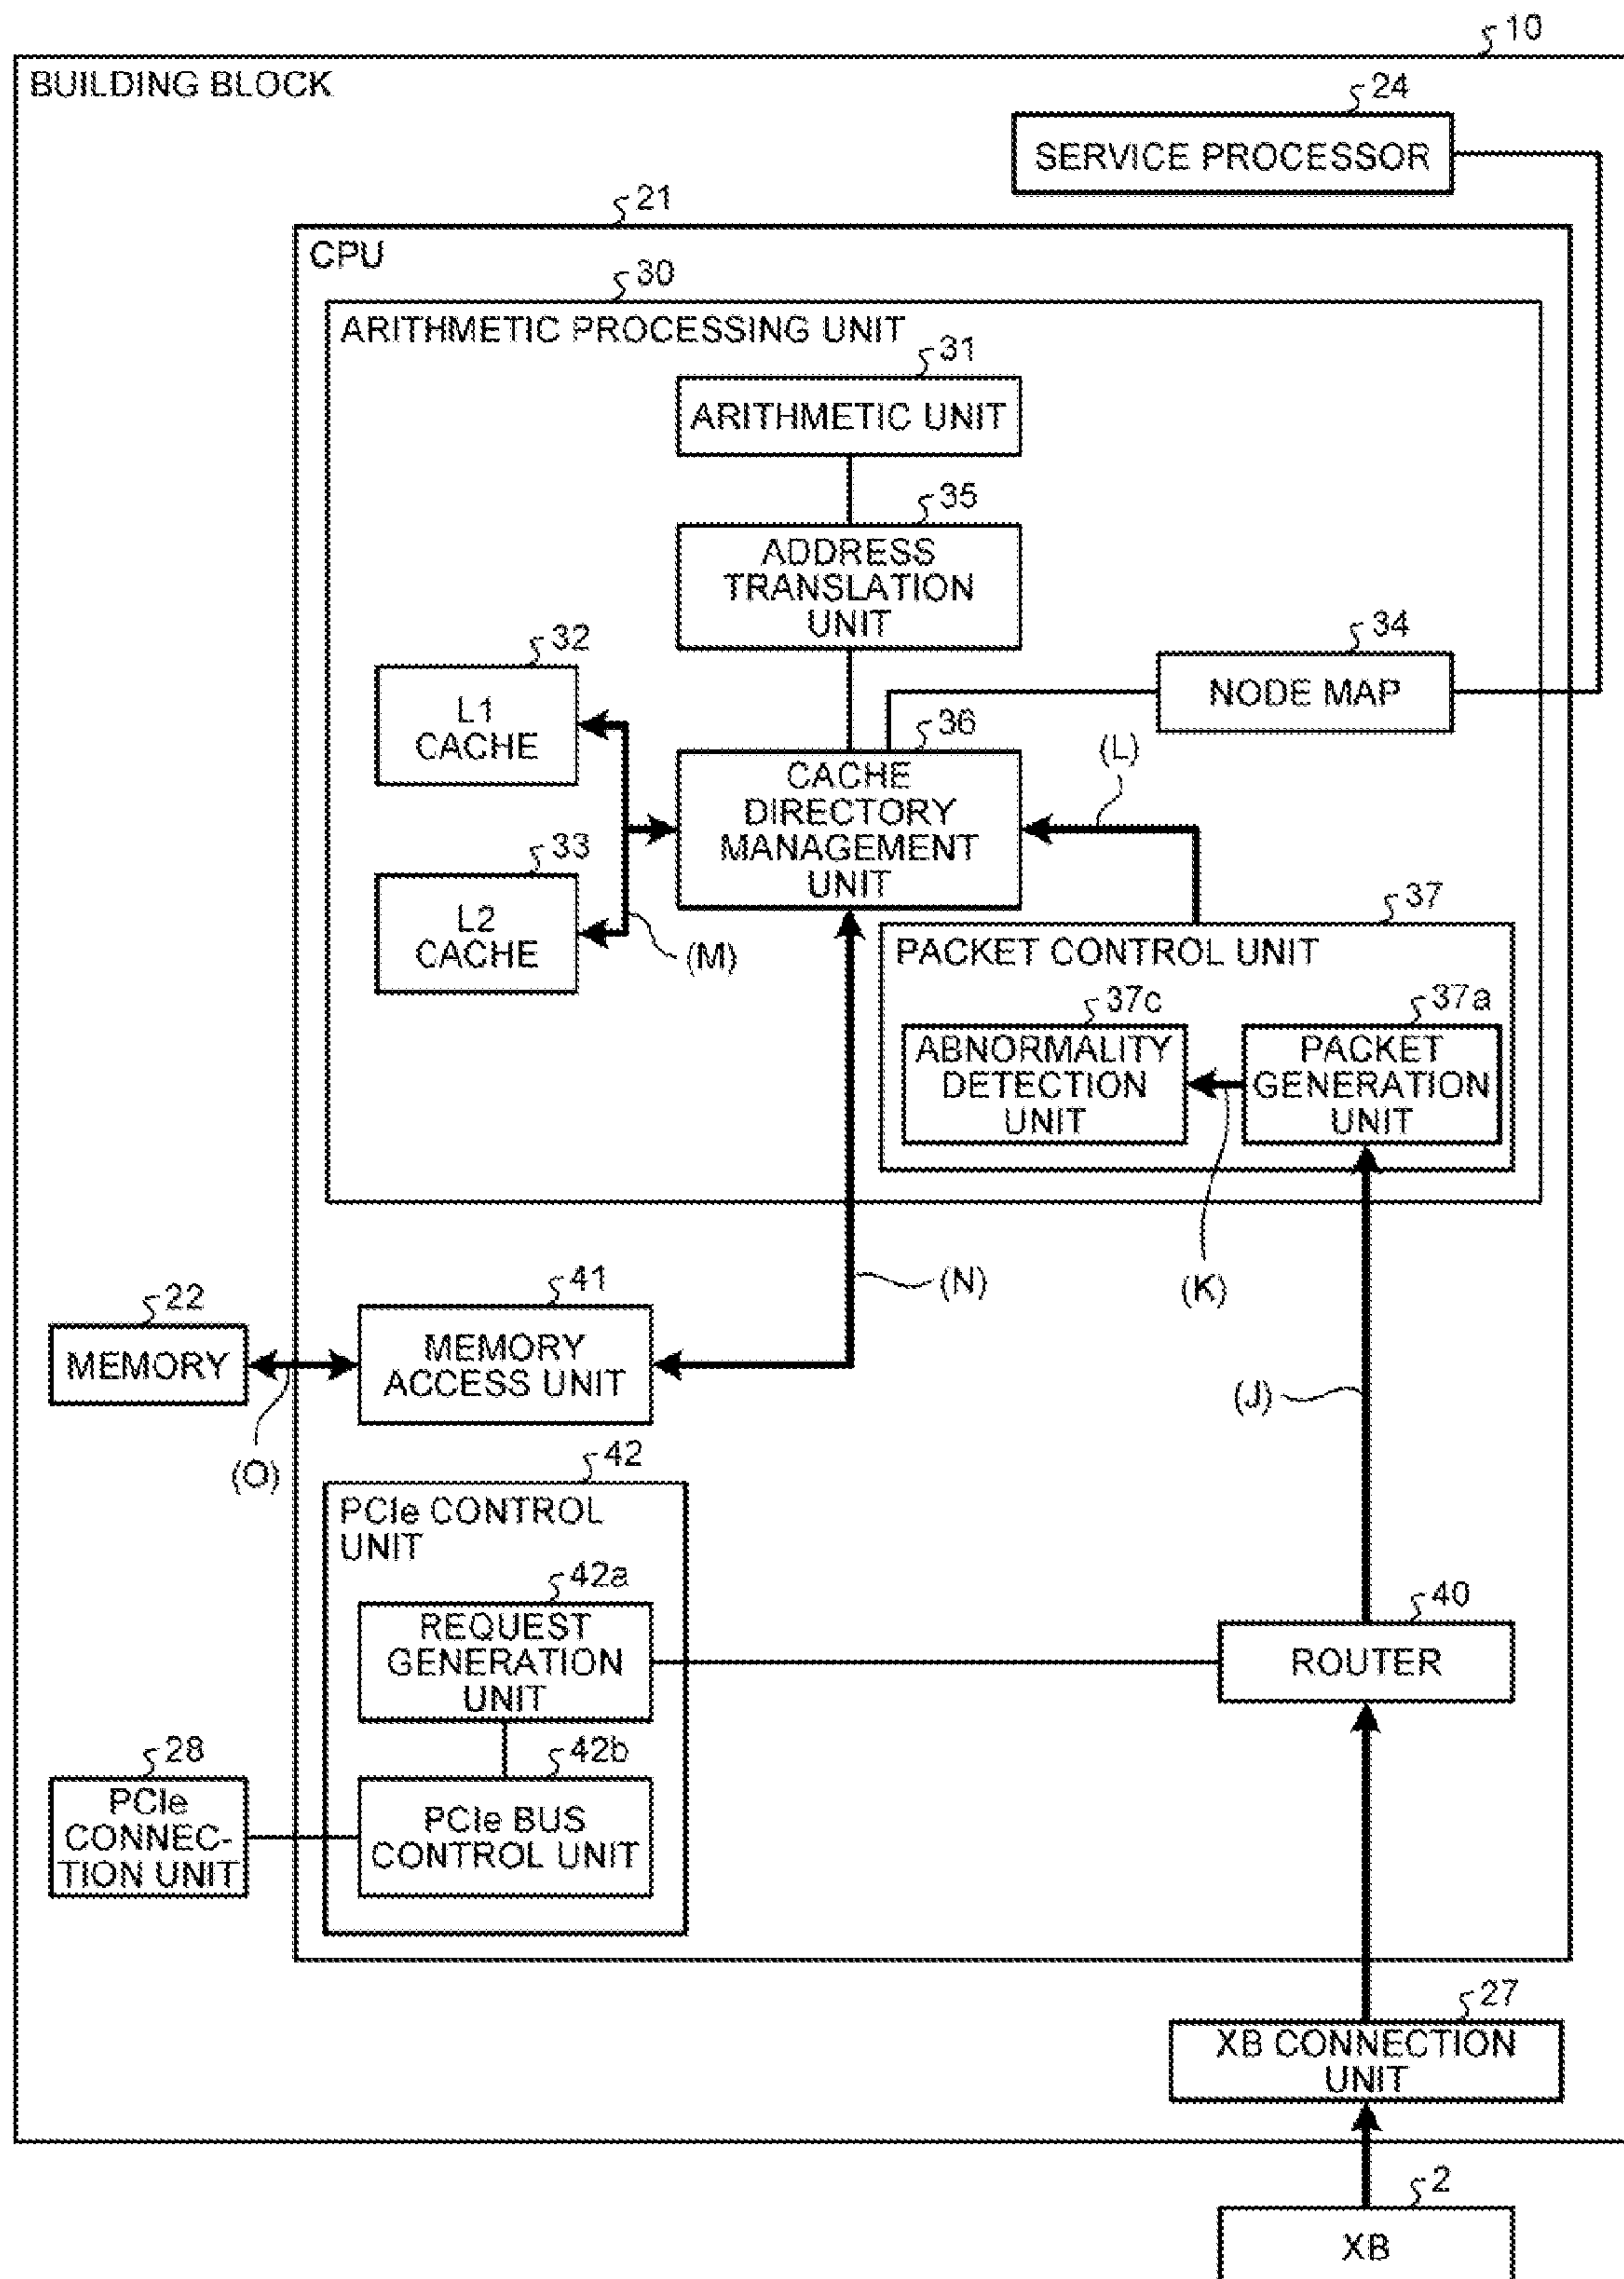 10
BUILDING BLOCK
24
SERVICE PROCESSOR
21
CPU
30
ARITHMETIC PROCESSING UNIT
31
ARITHMETIC UNIT
35
ADDRESS
TRANSLATION
UNIT
32
L1
CACHE
34
NODE MAP
36
CACHE
DIRECTORY
MANAGEMENT
UNIT
(L)
33
L2
CACHE
(M)
37
PACKET CONTROL UNIT
37c
ABNORMALITY
DETECTION
UNIT
37a
PACKET
GENERATION
UNIT
(N)
(K)
22
MEMORY
41
MEMORY
ACCESS UNIT
(J)
(O)
42
PCIe CONTROL
UNIT
42a
REQUEST
GENERATION
UNIT
40
ROUTER
28
PCIe
CONNEC-
TION UNIT
42b
PCIe BUS
CONTROL UNIT
27
XB CONNECTION
UNIT
2
XB